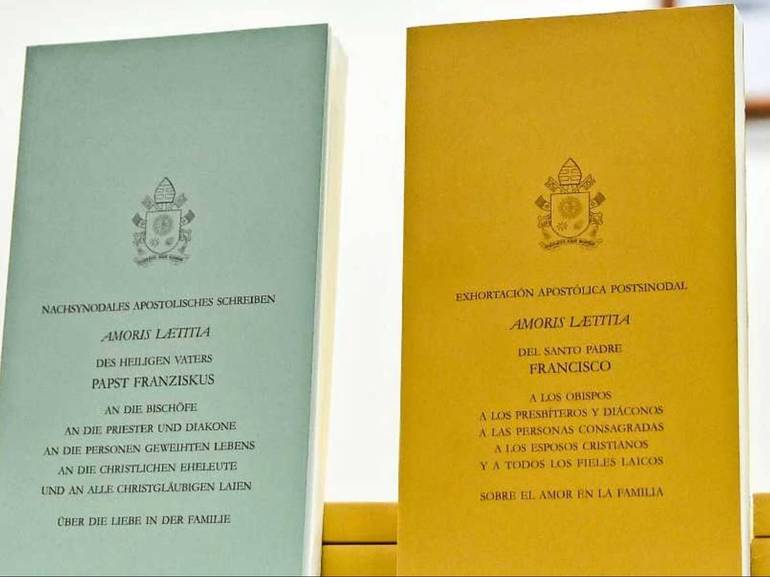 NACHSYNODALES APOSTOLISCHES SCHREIBEN
AMORIS LÆTITIA
DES HEILIGEN VATERS
PAPST FRANZISKUS
AN DIE BISCHÖFE
AN DIE PRIESTER UND DIAKONE
AN DIE PERSONEN GEWEIHTEN LEBENS
AN DIE CHRISTLICHEN EHELEUTE
UND AN ALLE CHRISTGLÄUBIGEN LAIEN
ÜBER DIE LIEBE IN DER FAMILIE
EXHORTACIÓN APOSTÓLICA POSTSINODAL
AMORIS LÆTITIA
DEL SANTO PADRE
FRANCISCO
A LOS OBISPOS
A LOS PRESBÍTEROS Y DIÁCONOS
A LAS PERSONAS CONSAGRADAS
A LOS ESPOSOS CRISTIANOS
Y A TODOS LOS FIELES LAICOS
SOBRE EL AMOR EN LA FAMILIA